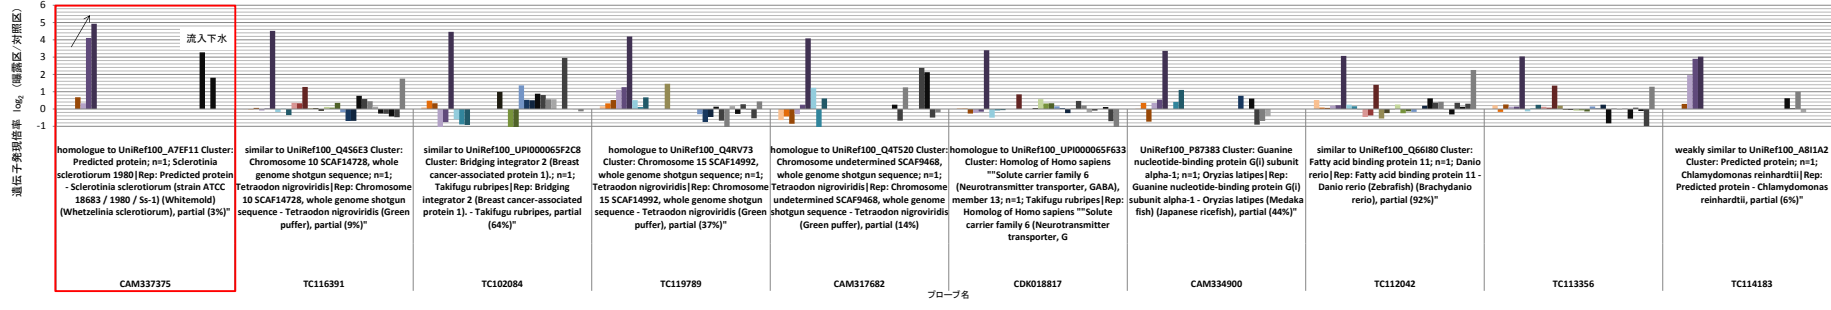 遺伝子発現倍率 log2 (曝露区/対照区)
6
5
4
3
2
1
0
-1
流入下水
homologue to UniRef100_A7EF11 Cluster:
Predicted protein; n=1; Sclerotinia
sclerotiorum 1980|Rep: Predicted protein
- Sclerotinia sclerotiorum (strain ATCC
18683 / 1980 / Ss-1) (Whitemold)
(Whetzelinia sclerotiorum), partial (3%)"
CAM337375
similar to UniRef100_Q4S6E3 Cluster:
Chromosome 10 SCAF14728, whole
genome shotgun sequence; n=1;
Tetraodon nigroviridis|Rep: Chromosome
10 SCAF14728, whole genome shotgun
sequence - Tetraodon nigroviridis (Green
puffer), partial (9%)"
TC116391
similar to UniRef100_UPI000065F2C8
Cluster: Bridging integrator 2 (Breast
cancer-associated protein 1).; n=1;
Takifugu rubripes|Rep: Bridging
integrator 2 (Breast cancer-associated
protein 1). - Takifugu rubripes, partial
(64%)"
TC102084
homologue to UniRef100_Q4RV73
Cluster: Chromosome 15 SCAF14992,
whole genome shotgun sequence; n=1;
Tetraodon nigroviridis|Rep: Chromosome
15 SCAF14992, whole genome shotgun
sequence - Tetraodon nigroviridis (Green
puffer), partial (37%)"
TC119789
homologue to UniRef100_Q4T520 Cluster:
Chromosome undetermined SCAF9468,
whole genome shotgun sequence; n=1;
Tetraodon nigroviridis|Rep: Chromosome
undetermined SCAF9468, whole genome
shotgun sequence - Tetraodon nigroviridis
(Green puffer), partial (14%)
CAM317682
homologue to UniRef100_UPI000065F633
Cluster: Homolog of Homo sapiens
""Solute carrier family 6
(Neurotransmitter transporter, GABA),
member 13; n=1; Takifugu rubripes|Rep:
Homolog of Homo sapiens ""Solute
carrier family 6 (Neurotransmitter
transporter, G
CDK018817
UniRef100_P87383 Cluster: Guanine
nucleotide-binding protein G(i) subunit
alpha-1; n=1; Oryzias latipes|Rep:
Guanine nucleotide-binding protein G(i)
subunit alpha-1 - Oryzias latipes (Medaka
fish) (Japanese ricefish), partial (44%)"
CAM334900
similar to UniRef100_Q66I80 Cluster:
Fatty acid binding protein 11; n=1; Danio
rerio|Rep: Fatty acid binding protein 11 -
Danio rerio (Zebrafish) (Brachydanio
rerio), partial (92%)"
TC112042
TC113356
weakly similar to UniRef100_A8I1A2
Cluster: Predicted protein; n=1;
Chlamydomonas reinhardtii|Rep:
Predicted protein - Chlamydomonas
reinhardtii, partial (6%)"
TC114183
プローブ名